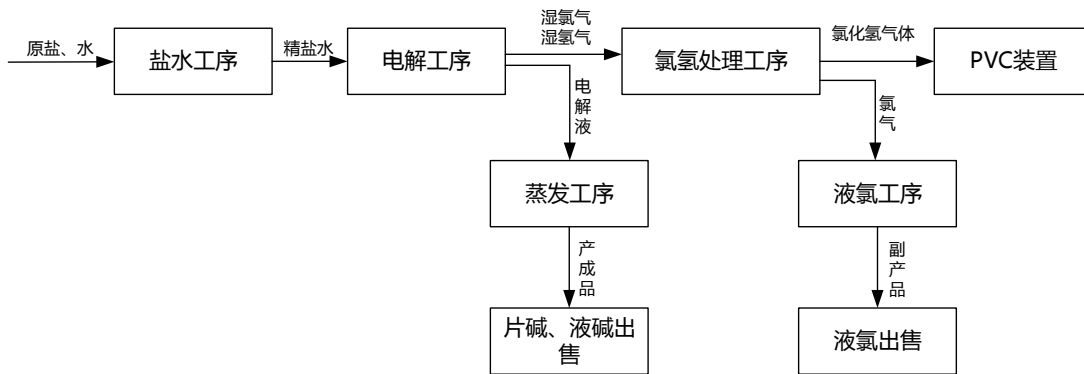 原盐、水
盐水工序
精盐水
电解工序
湿氯气
湿氢气
氯氢处理工序
氯化氢气体
PVC装置
电
解
液
氯
气
蒸发工序
液氯工序
产
成
品
副
产
品
片碱、液碱出
售
液氯出售